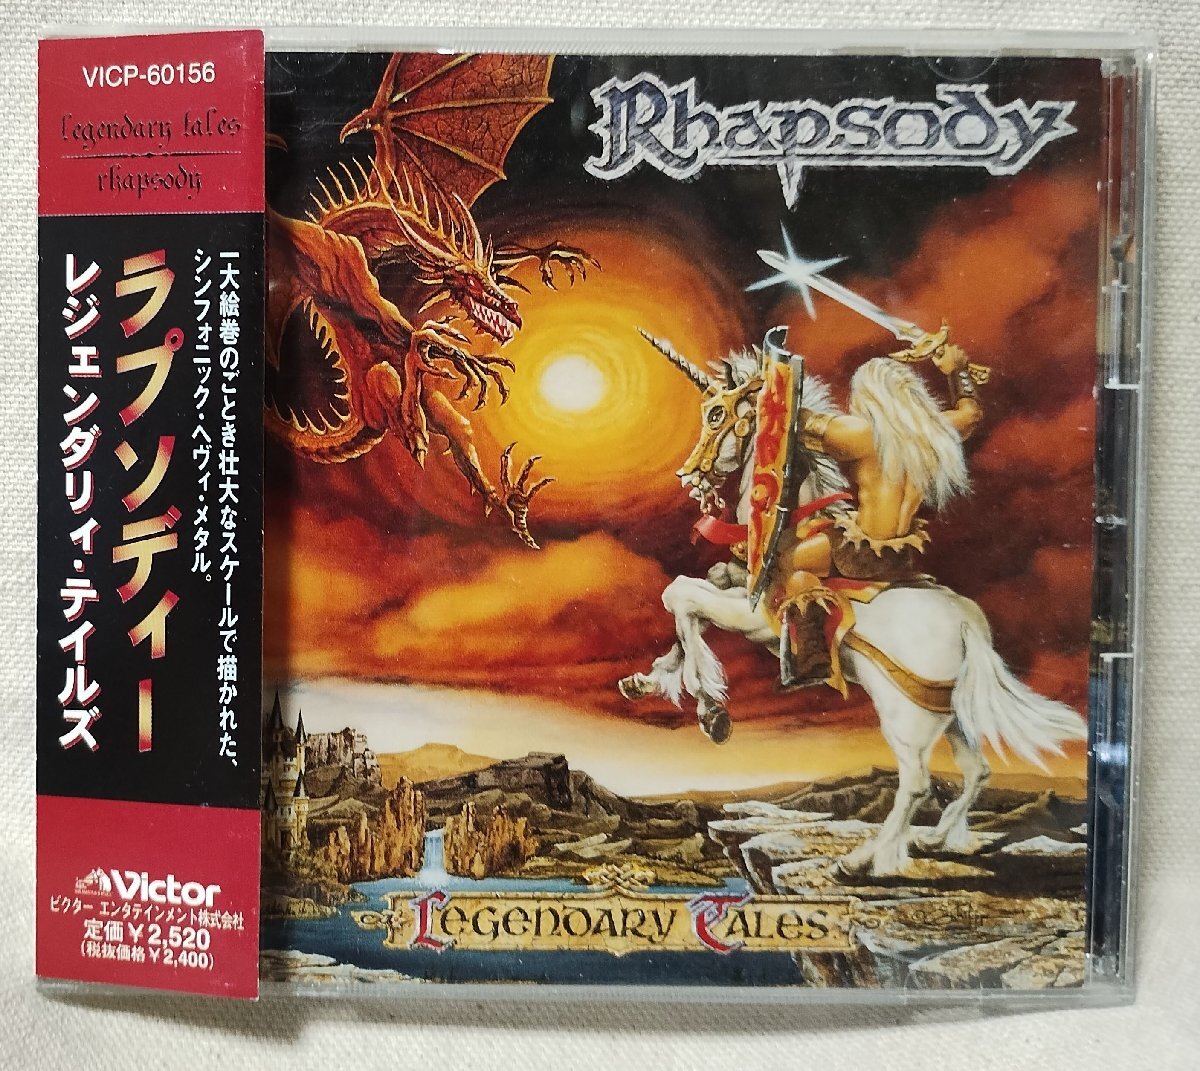 VICP-60156
legendary tales
rhapsody
一大絵巻のごとき壮大なスケールで描かれた、
シンフォニック・ヘヴィ・メタル。
ラプソディー
レジェンダリィ・テイルズ
Victor
ビクター エンタテインメント株式会社
定価￥2,520
(税抜価格￥2,400)
Rhapsody
Legendary Tales